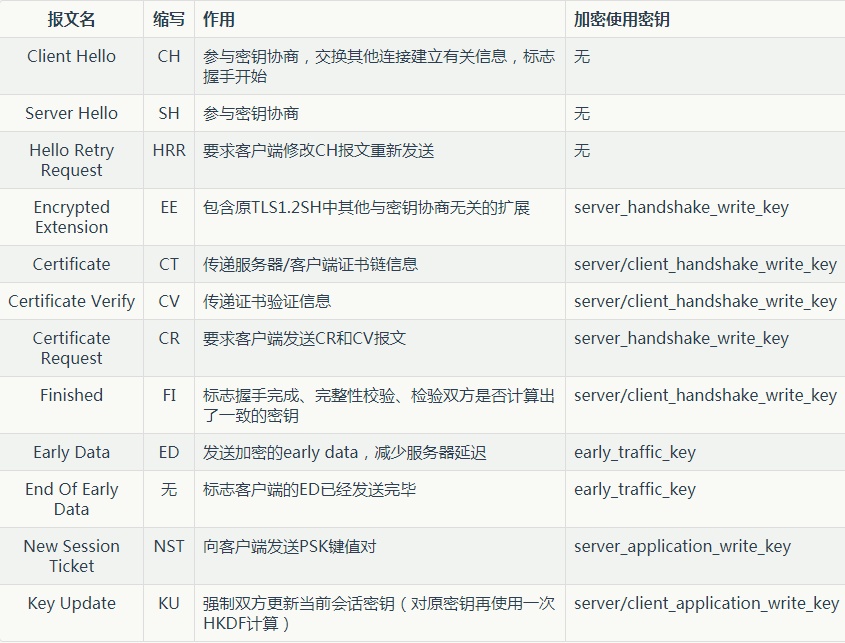 报文名 缩写 作用 加密使用密钥
Client Hello CH 参与密钥协商，交换其他连接建立有关信息，标志 无
握手开始
Server Hello SH 参与密钥协商 无
Hello Retry HRR 要求客户端修改CH报文重新发送 无
Request
Encrypted EE 包含原TLS1.2SH中其他与密钥协商无关的扩展 server_handshake_write_key
Extension
Certificate CT 传递服务器/客户端证书链信息 server/client_handshake_write_key
Certificate Verify CV 传递证书验证信息 server/client_handshake_write_key
Certificate CR 要求客户端发送CR和CV报文 server_handshake_write_key
Request
Finished FI 标志握手完成、完整性校验、检验双方是否计算出 server/client_handshake_write_key
了一致的密钥
Early Data ED 发送加密的early data，减少服务器延迟 early_traffic_key
End Of Early 无 标志客户端的ED已经发送完毕 early_traffic_key
Data
New Session NST 向客户端发送PSK键值对 server_application_write_key
Ticket
Key Update KU 强制双方更新当前会话密钥（对原密钥再使用一次 server/client_application_write_key
HKDF计算）